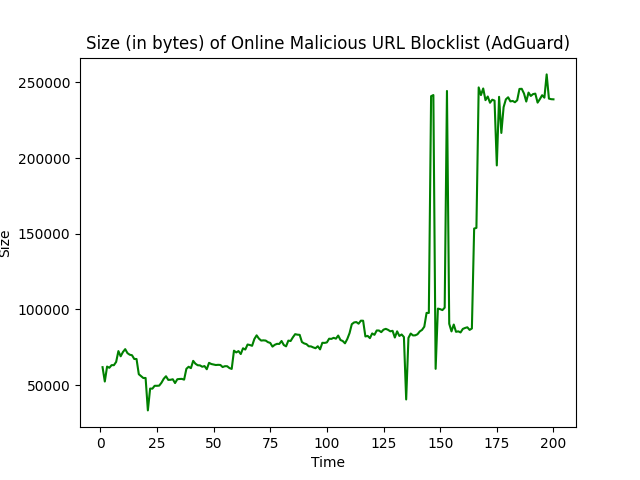 Size (in bytes) of Online Malicious URL Blocklist (AdGuard)
250000
200000
150000
100000
50000
Size
0 25 50 75 100 125 150 175 200
Time